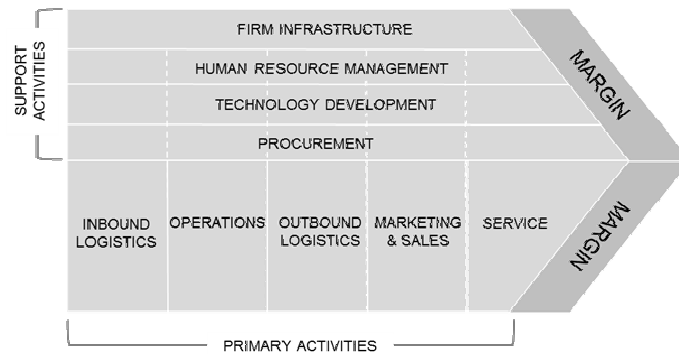 SUPPORT
ACTIVITIES
FIRM INFRASTRUCTURE
HUMAN RESOURCE MANAGEMENT
TECHNOLOGY DEVELOPMENT
PROCUREMENT
MARGIN
INBOUND
LOGISTICS
OPERATIONS
OUTBOUND
LOGISTICS
MARKETING
& SALES
SERVICE
MARGIN
PRIMARY ACTIVITIES